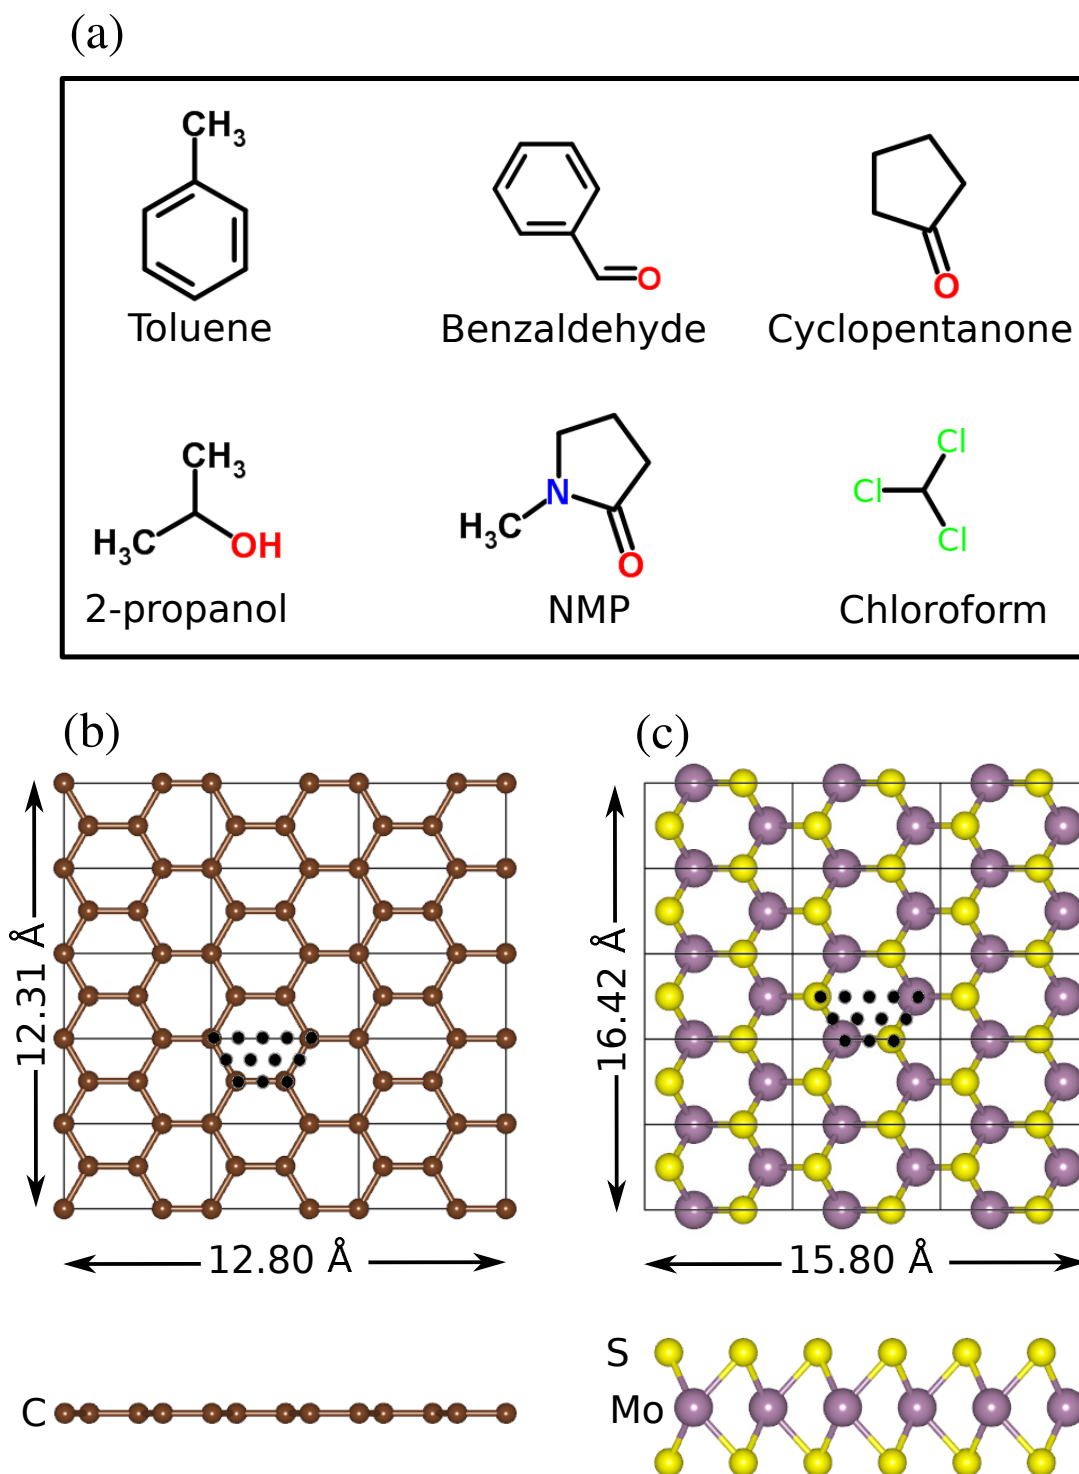 (a)
CH3
Toluene
O
Benzaldehyde
O
Cyclopentanone
CH3
H3C
OH
2-propanol
N
H3C
O
NMP
Cl
Cl
Cl
Chloroform
(b)
12.31 Å
12.80 Å
C
(c)
16.42 Å
15.80 Å
S
Mo